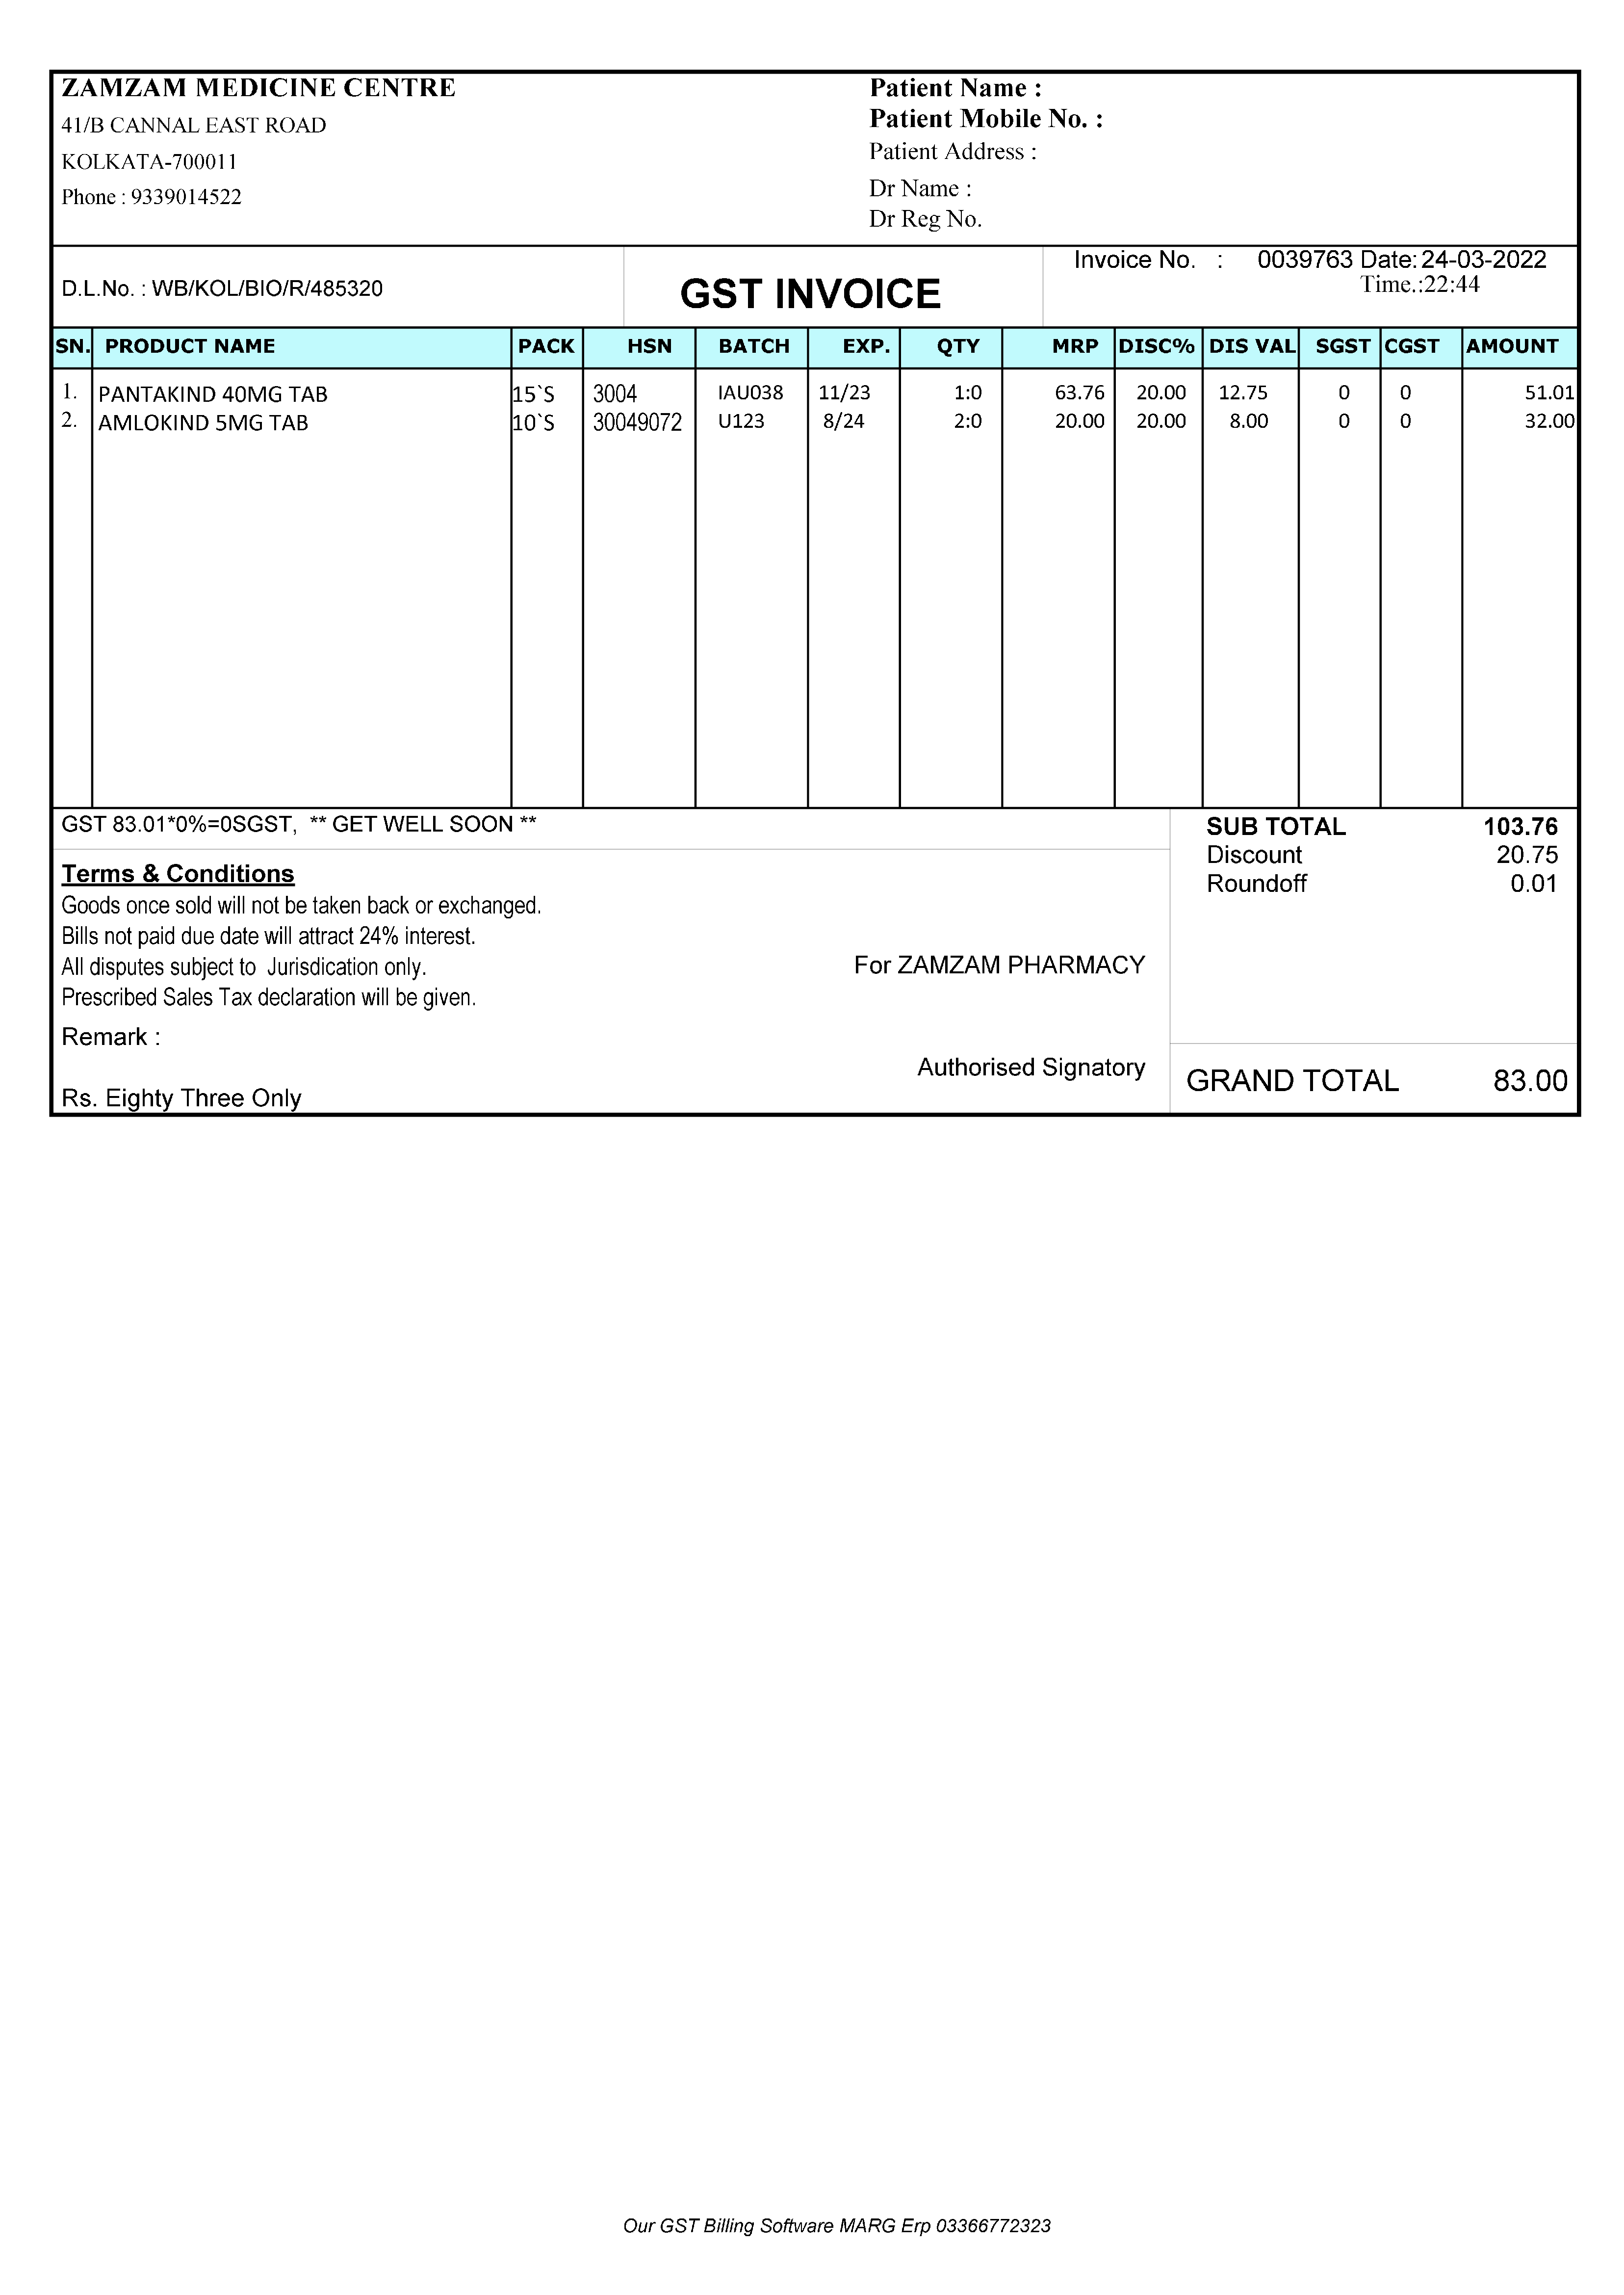 ZAMZAM MEDICINE CENTRE
41/B CANNAL EAST ROAD
KOLKATA-700011
Phone : 9339014522
Patient Name :
Patient Mobile No. :
Patient Address :
Dr Name :
Dr Reg No.
D.L.No. : WB/KOL/BIO/R/485320
GST INVOICE
Invoice No. : 0039763 Date: 24-03-2022
Time.:22:44
SN. PRODUCT NAME PACK HSN BATCH EXP. QTY MRP DISC% DIS VAL SGST CGST AMOUNT
1. PANTAKIND 40MG TAB 15`S 3004 IAU038 11/23 1:0 63.76 20.00 12.75 0 0 51.01
2. AMLOKIND 5MG TAB 10`S 30049072 U123 8/24 2:0 20.00 20.00 8.00 0 0 32.00
GST 83.01*0%=0SGST, ** GET WELL SOON **
Terms & Conditions
Goods once sold will not be taken back or exchanged.
Bills not paid due date will attract 24% interest.
All disputes subject to Jurisdication only.
Prescribed Sales Tax declaration will be given.
Remark :
Rs. Eighty Three Only
For ZAMZAM PHARMACY
Authorised Signatory
SUB TOTAL 103.76
Discount 20.75
Roundoff 0.01
GRAND TOTAL 83.00
Our GST Billing Software MARG Erp 03366772323